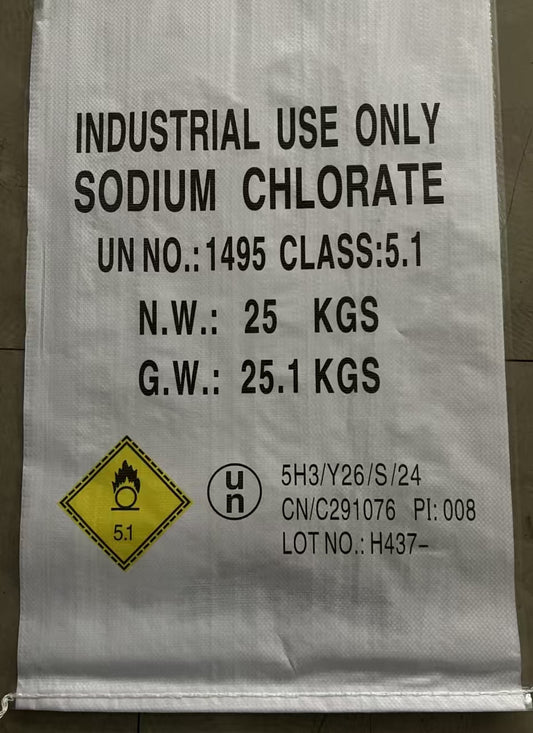 INDUSTRIAL USE ONLY
SODIUM CHLORATE
UN NO.: 1495 CLASS:5.1
N.W.: 25 KGS
G.W.: 25.1 KGS
5.1
un
5H3/Y26/S/24
CN/C291076 PI: 008
LOT NO.: H437-